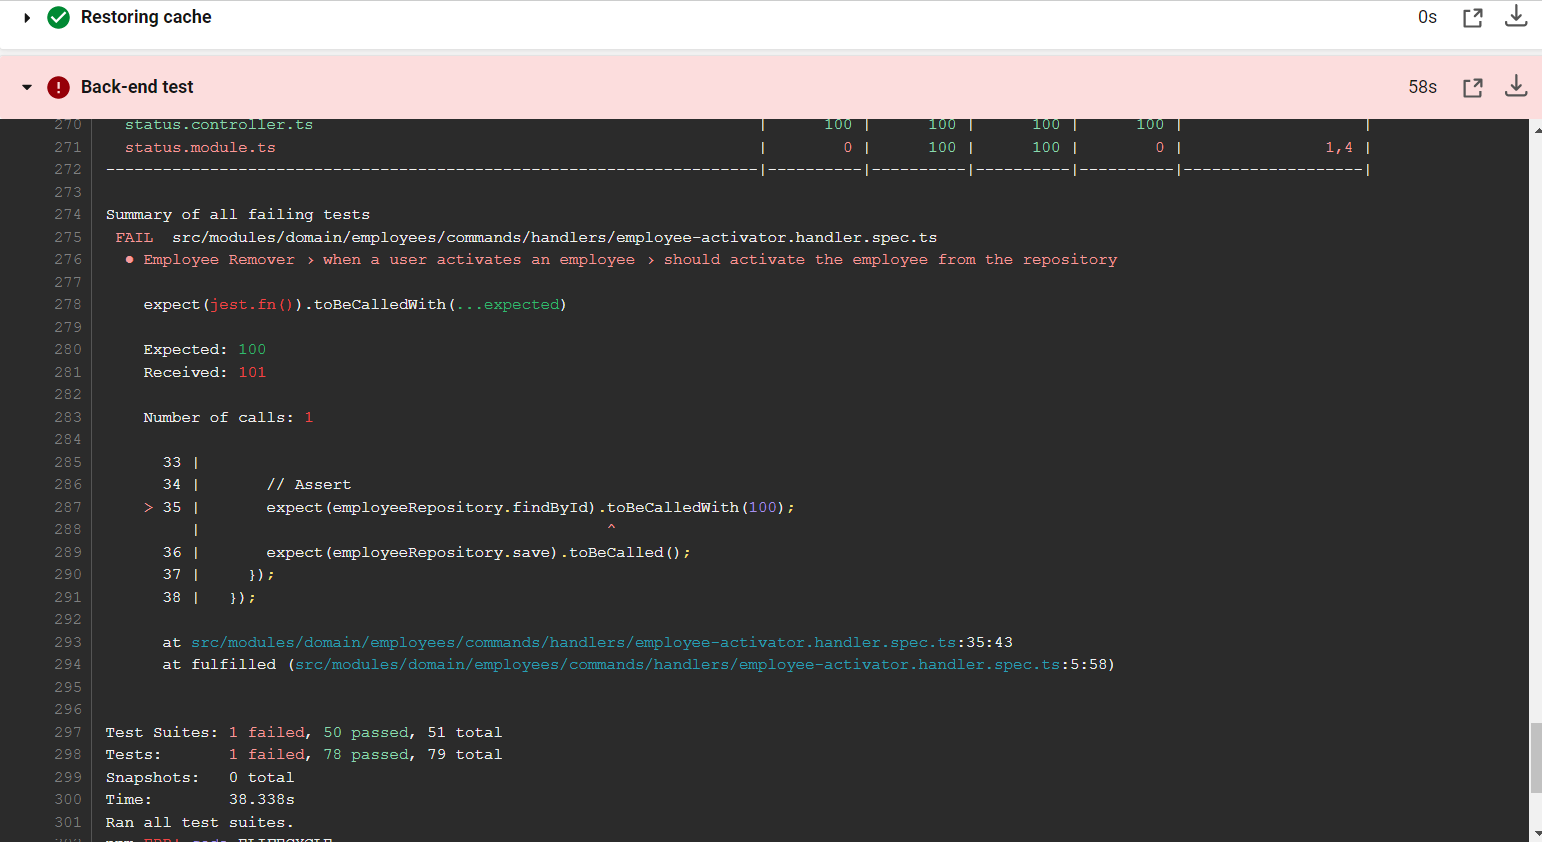 Restoring cache 0s
Back-end test 58s
270 status.controller.ts | 100 | 100 | 100 | 100 | |
271 status.module.ts | 0 | 100 | 100 | 0 | 1,4 |
272 ---------------------------------------------------------------------|----------|----------|----------|----------|-------------------|
273
274 Summary of all failing tests
275 FAIL src/modules/domain/employees/commands/handlers/employee-activator.handler.spec.ts
276 ● Employee Remover › when a user activates an employee › should activate the employee from the repository
277
278 expect(jest.fn()).toBeCalledWith(...expected)
279
280 Expected: 100
281 Received: 101
282
283 Number of calls: 1
284
285 33 |
286 34 | // Assert
287 > 35 | expect(employeeRepository.findById).toBeCalledWith(100);
288 | ^
289 36 | expect(employeeRepository.save).toBeCalled();
290 37 | });
291 38 | });
292
293 at src/modules/domain/employees/commands/handlers/employee-activator.handler.spec.ts:35:43
294 at fulfilled (src/modules/domain/employees/commands/handlers/employee-activator.handler.spec.ts:5:58)
295
296
297 Test Suites: 1 failed, 50 passed, 51 total
298 Tests: 1 failed, 78 passed, 79 total
299 Snapshots: 0 total
300 Time: 38.338s
301 Ran all test suites.